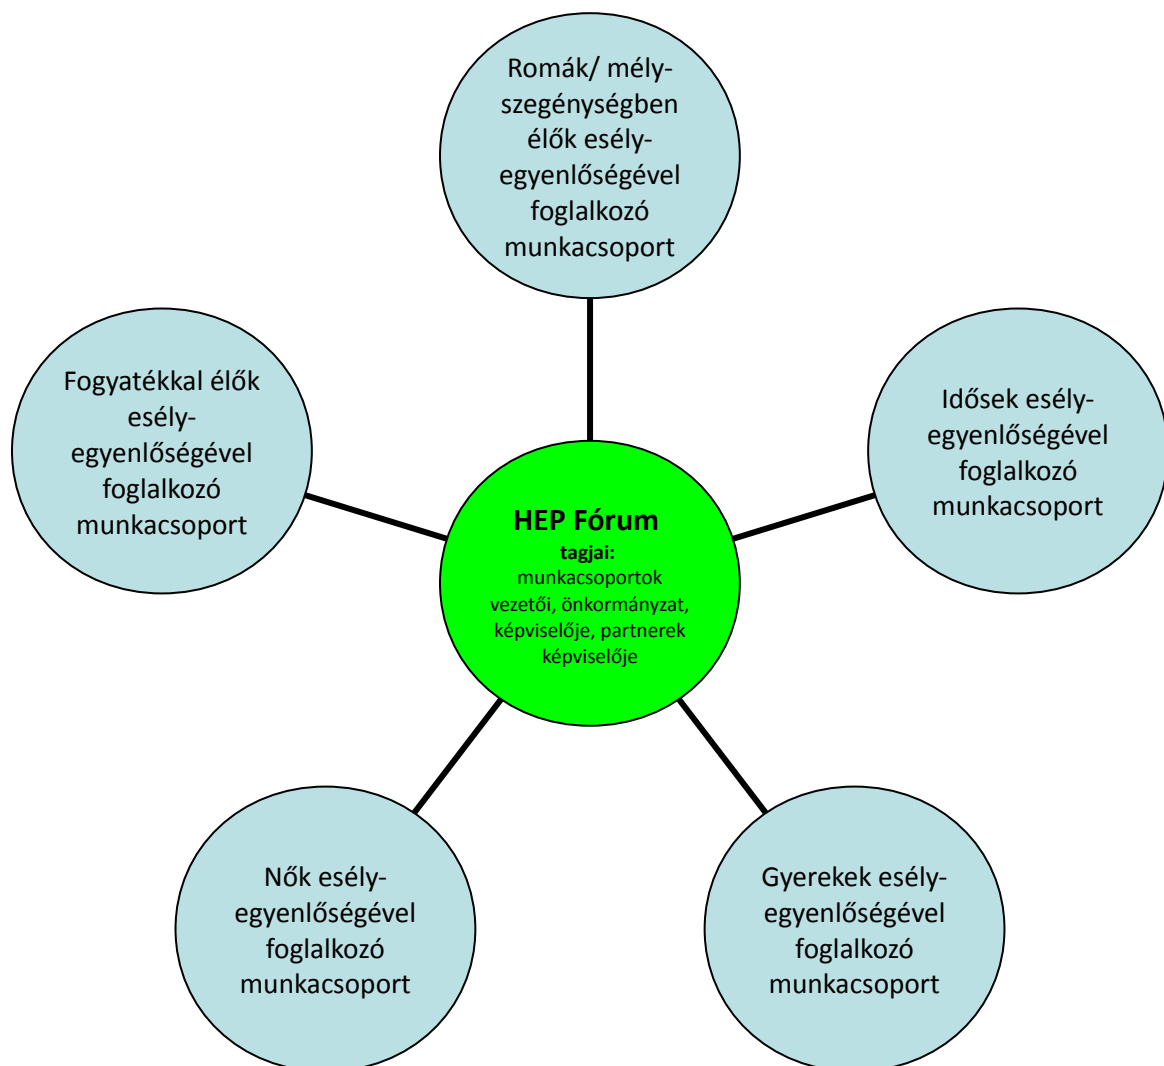 Romák/ mély-
szegénységben
élők esély-
egyenlőségével
foglalkozó
munkacsoport
Fogyatékkal élők
esély-
egyenlőségével
foglalkozó
munkacsoport
Idősek esély-
egyenlőségével
foglalkozó
munkacsoport
HEP Fórum
tagjai:
munkacsoportok
vezetői, önkormányzat,
képviselője, partnerek
képviselője
Nők esély-
egyenlőségével
foglalkozó
munkacsoport
Gyerekek esély-
egyenlőségével
foglalkozó
munkacsoport